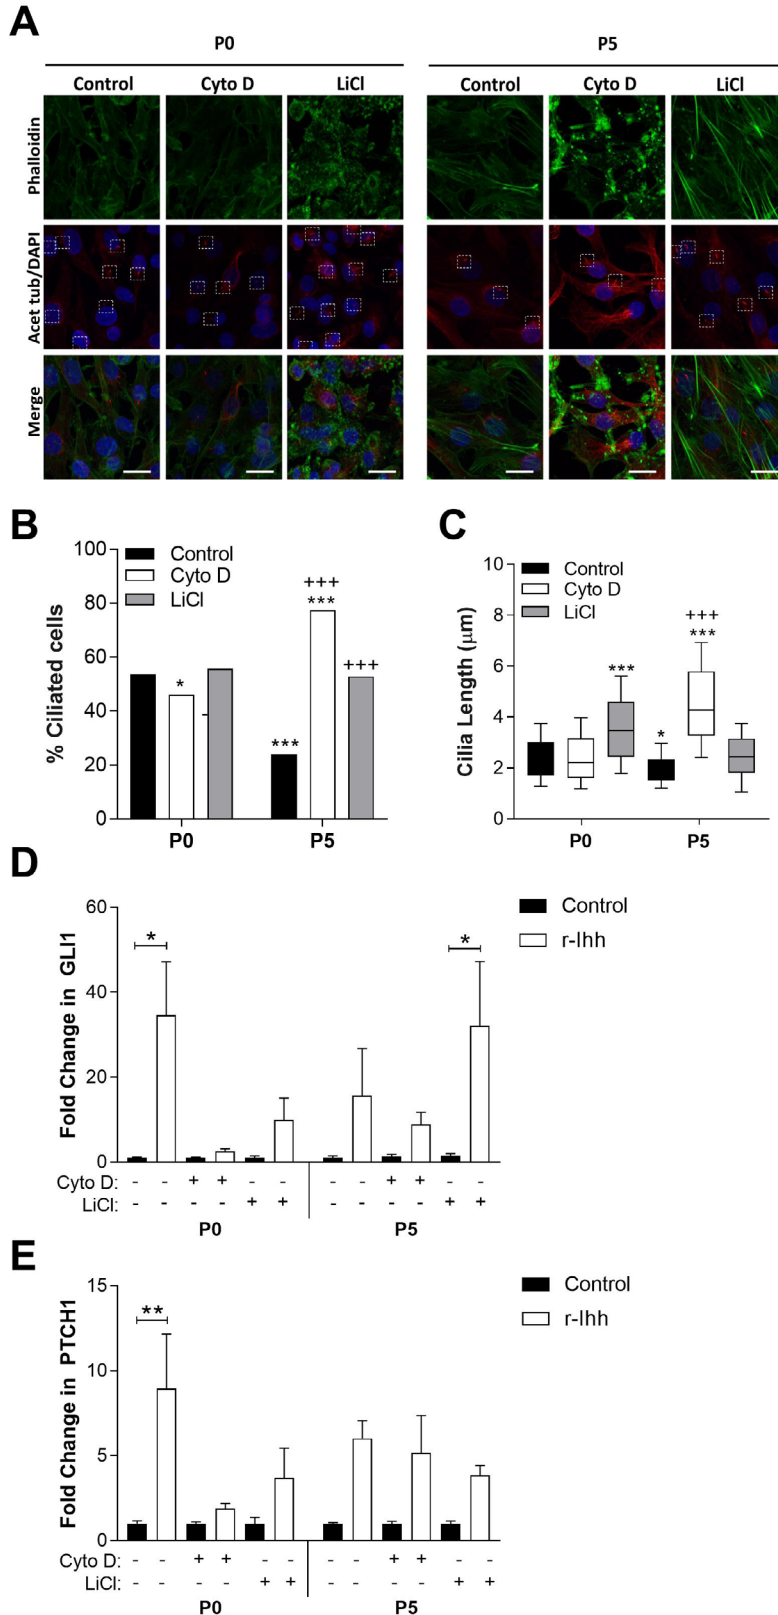 A
P0 P5
Control Cyto D LiCl Control Cyto D LiCl
Phalloidin
Acet tub/DAPI
Merge
B
% Ciliated cells
100
80
60
40
20
0
Control
Cyto D
LiCl
*
***
+++
***
+++
P0 P5
C
Cilia Length (μm)
10
8
6
4
2
0
Control
Cyto D
LiCl
***
*
+++
***
P0 P5
D
Fold Change in GLI1
60
40
20
0
Control
r-Ihh
* *
Cyto D: - - + + - - - - + + - -
LiCl: - - - - + + - - - - + +
P0 P5
E
Fold Change in PTCH1
15
10
5
0
Control
r-Ihh
**
Cyto D: - - + + - - - - + + - -
LiCl: - - - - + + - - - - + +
P0 P5